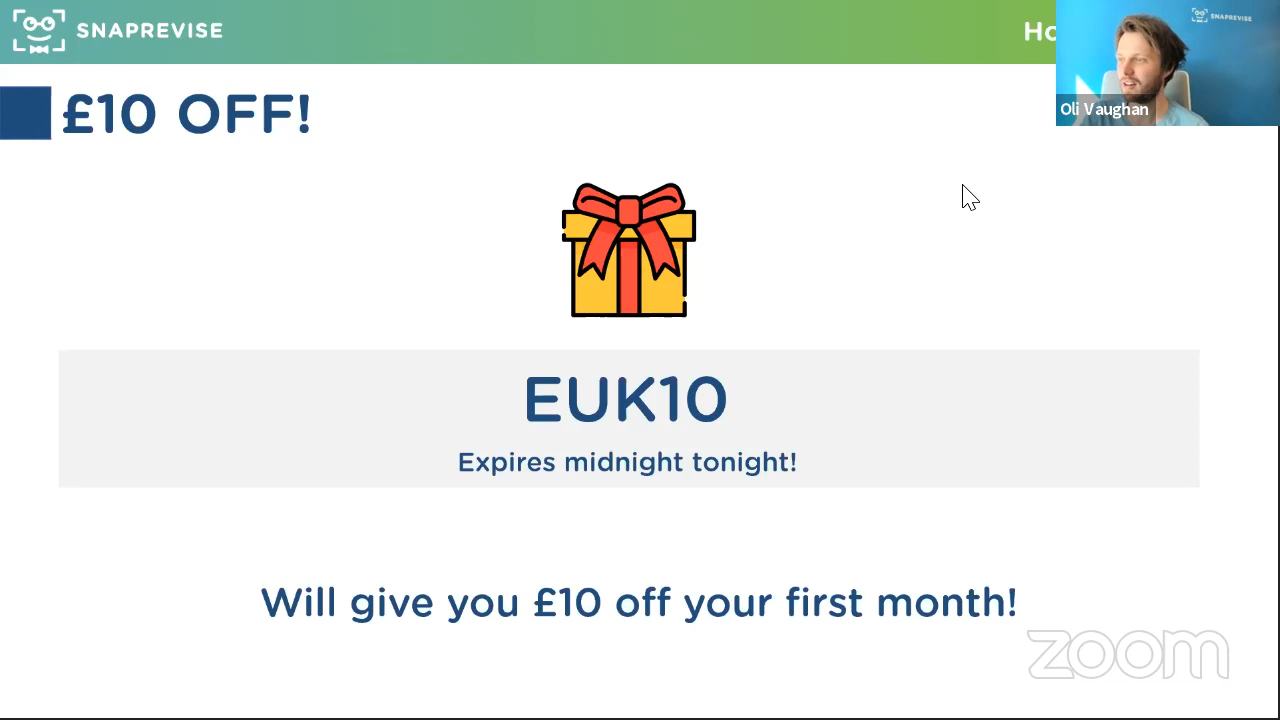 SNAPREVISE
Ho
SNAPREVISE
Oli Vaughan
£10 OFF!
EUK10
Expires midnight tonight!
Will give you £10 off your first month!
zoom